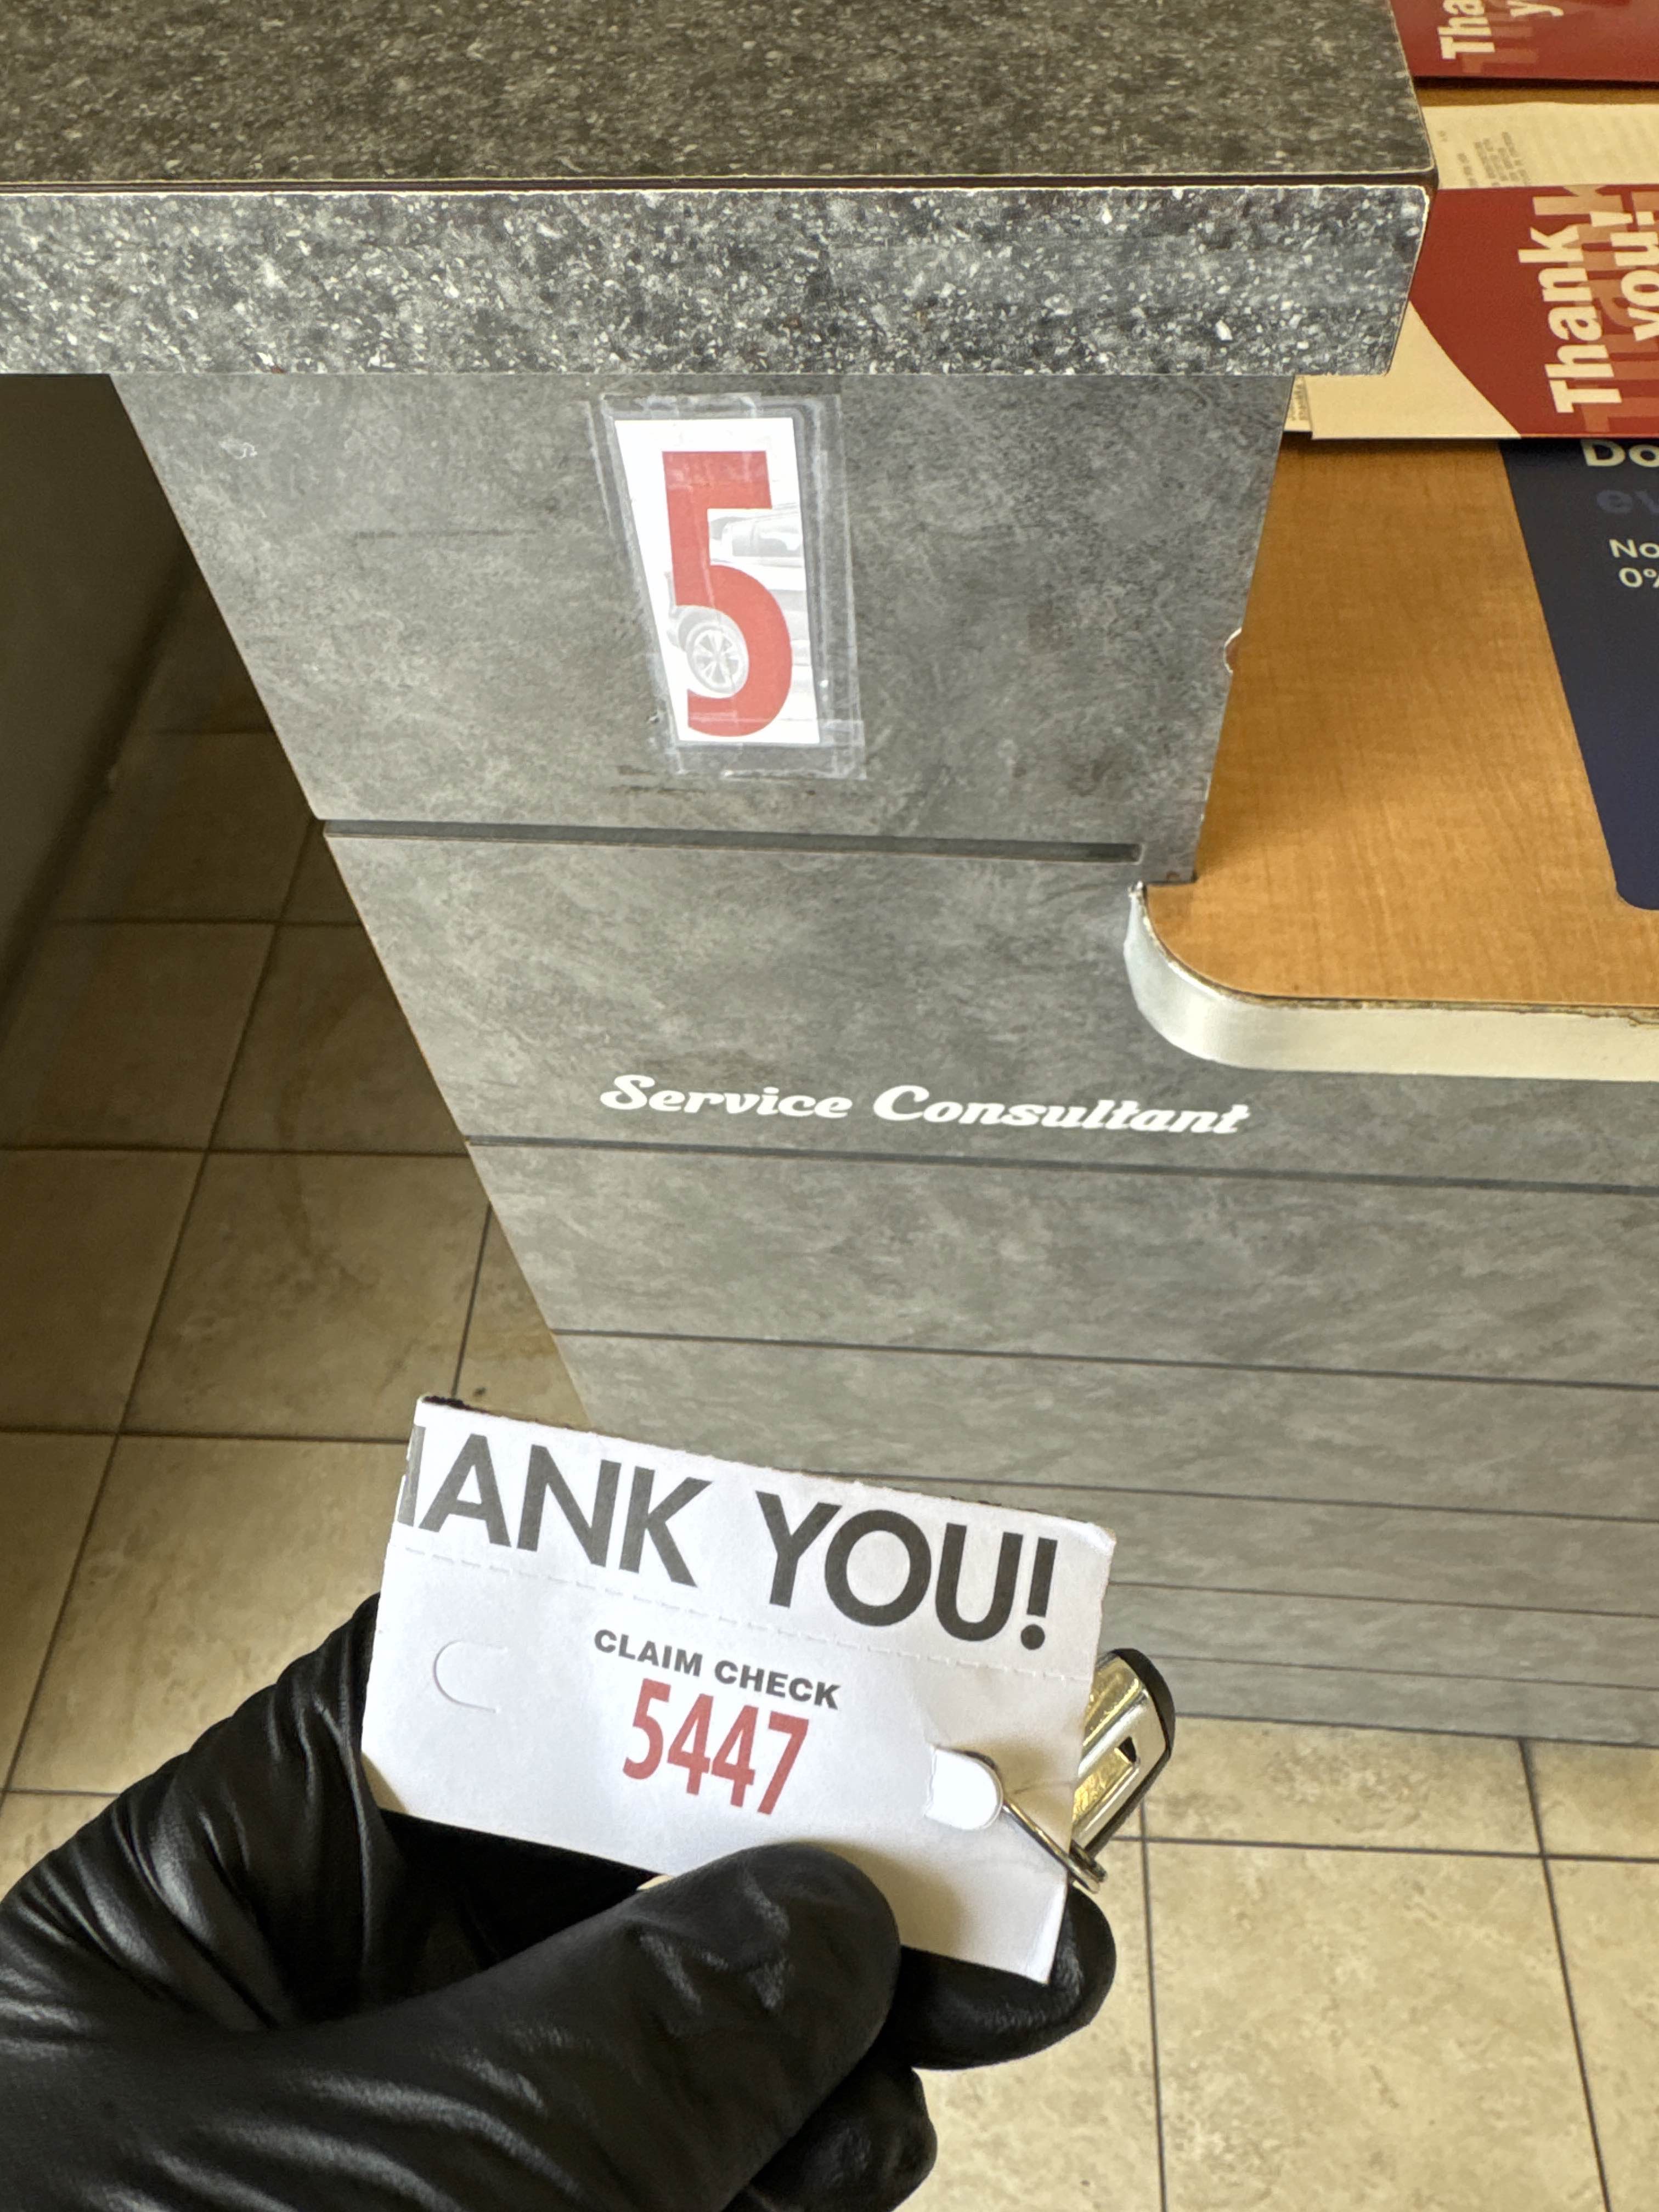 Thank
you!
5
Service Consultant
ANK YOU!
CLAIM CHECK
5447